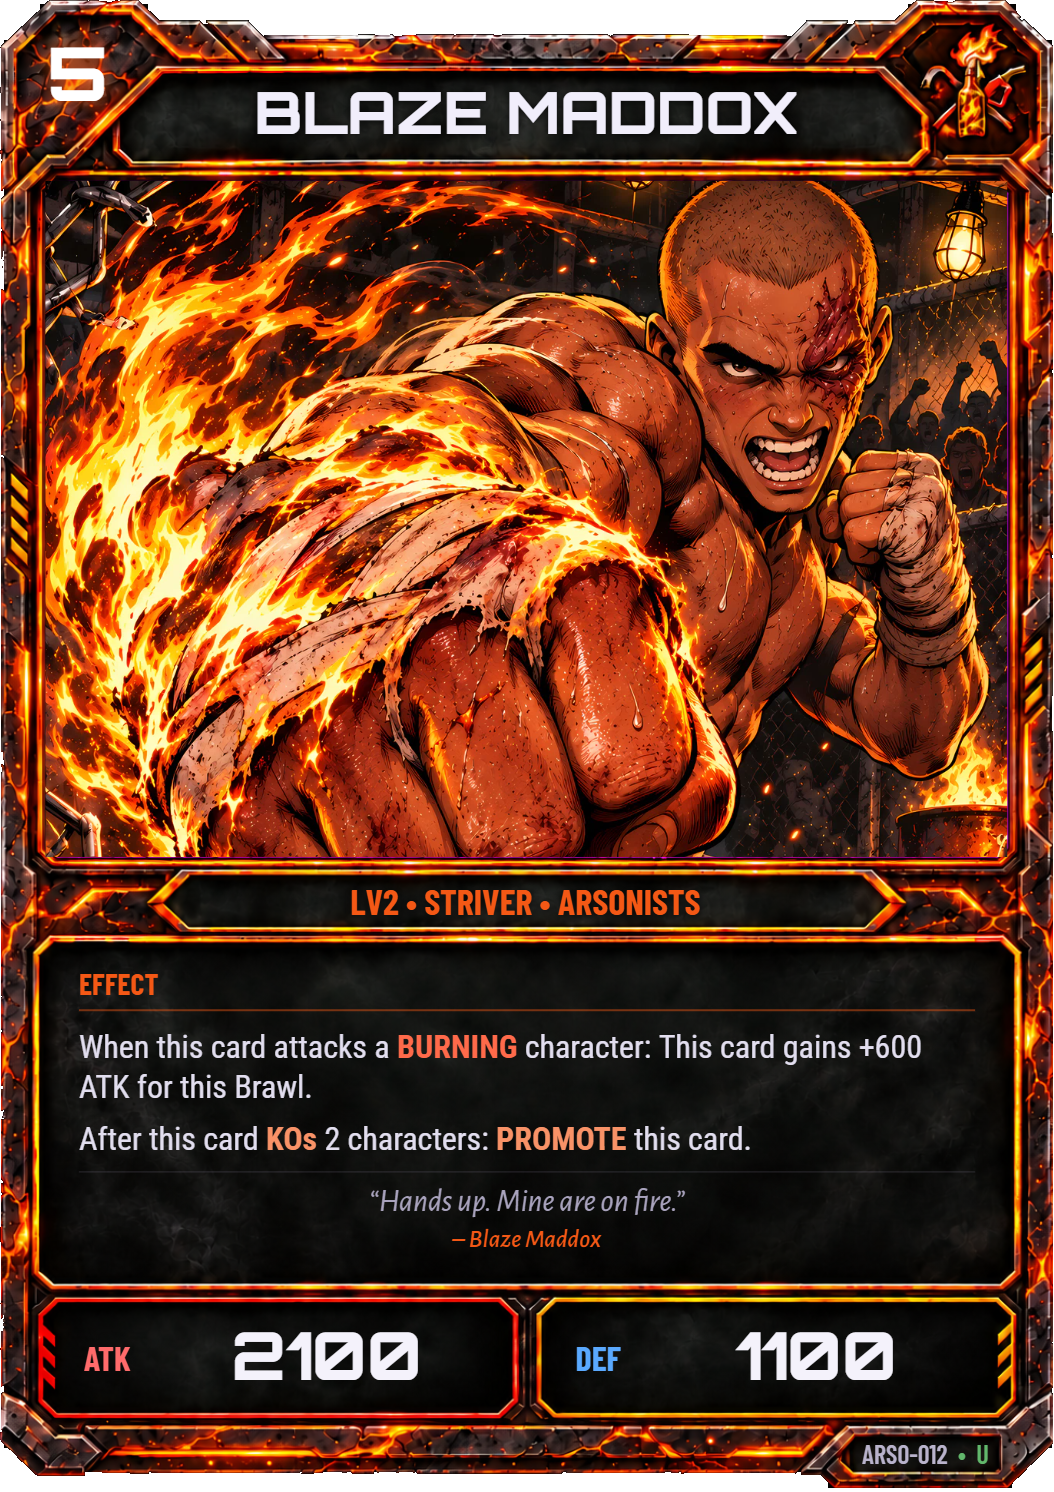 5
BLAZE MADDOX
LV2 • STRIVER • ARSONISTS
EFFECT
When this card attacks a BURNING character: This card gains +600
ATK for this Brawl.
After this card KOs 2 characters: PROMOTE this card.
“Hands up. Mine are on fire.”
– Blaze Maddox
ATK 2100
DEF 1100
ARSO-012 • U